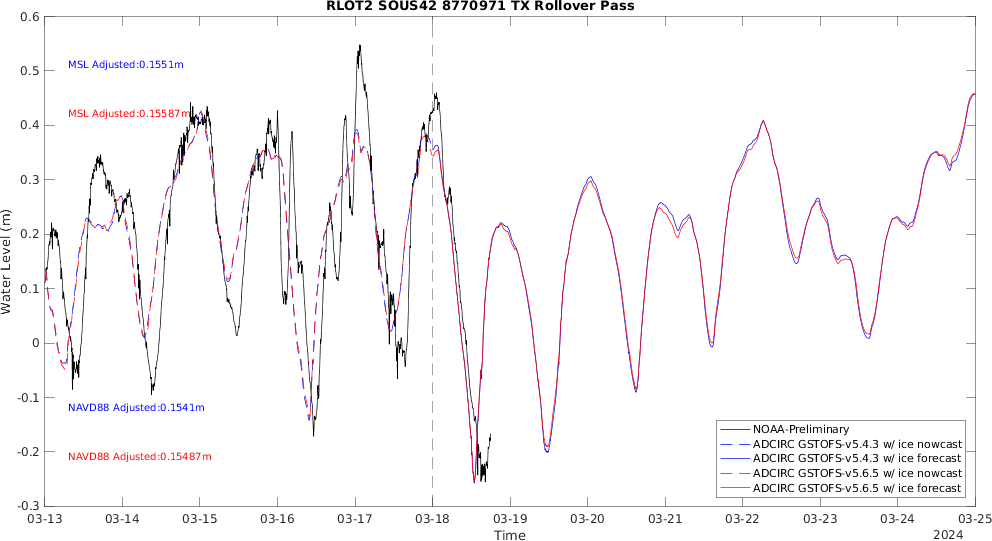 RLOT2 SOUS42 8770971 TX Rollover Pass
0.6
0.5
0.4
0.3
0.2
0.1
0
-0.1
-0.2
-0.3
Water Level (m)
MSL Adjusted:0.1551m
MSL Adjusted:0.15587m
NAVD88 Adjusted:0.1541m
NAVD88 Adjusted:0.15487m
NOAA-Preliminary
ADCIRC GSTOFS-v5.4.3 w/ ice nowcast
ADCIRC GSTOFS-v5.4.3 w/ ice forecast
ADCIRC GSTOFS-v5.6.5 w/ ice nowcast
ADCIRC GSTOFS-v5.6.5 w/ ice forecast
03-13 03-14 03-15 03-16 03-17 03-18 03-19 03-20 03-21 03-22 03-23 03-24 03-25
Time
2024